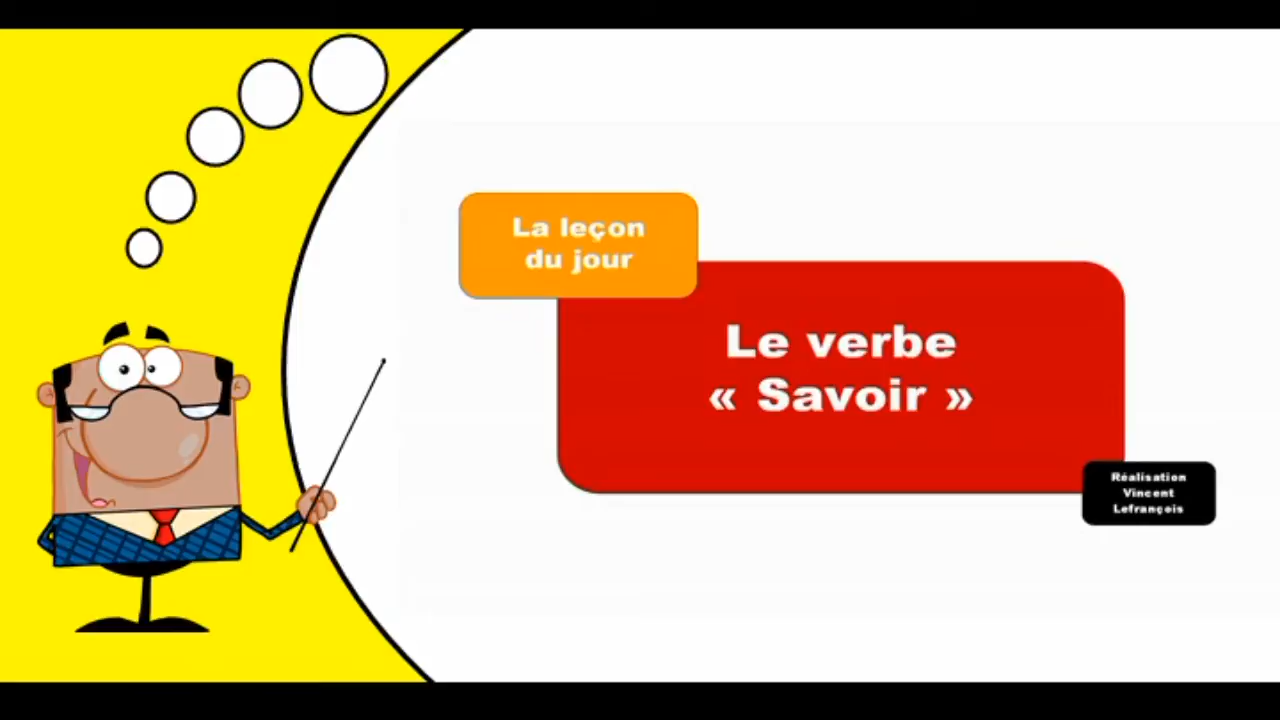 La leçon
du jour
Le verbe
« Savoir »
Réalisation
Vincent
Lefrançois